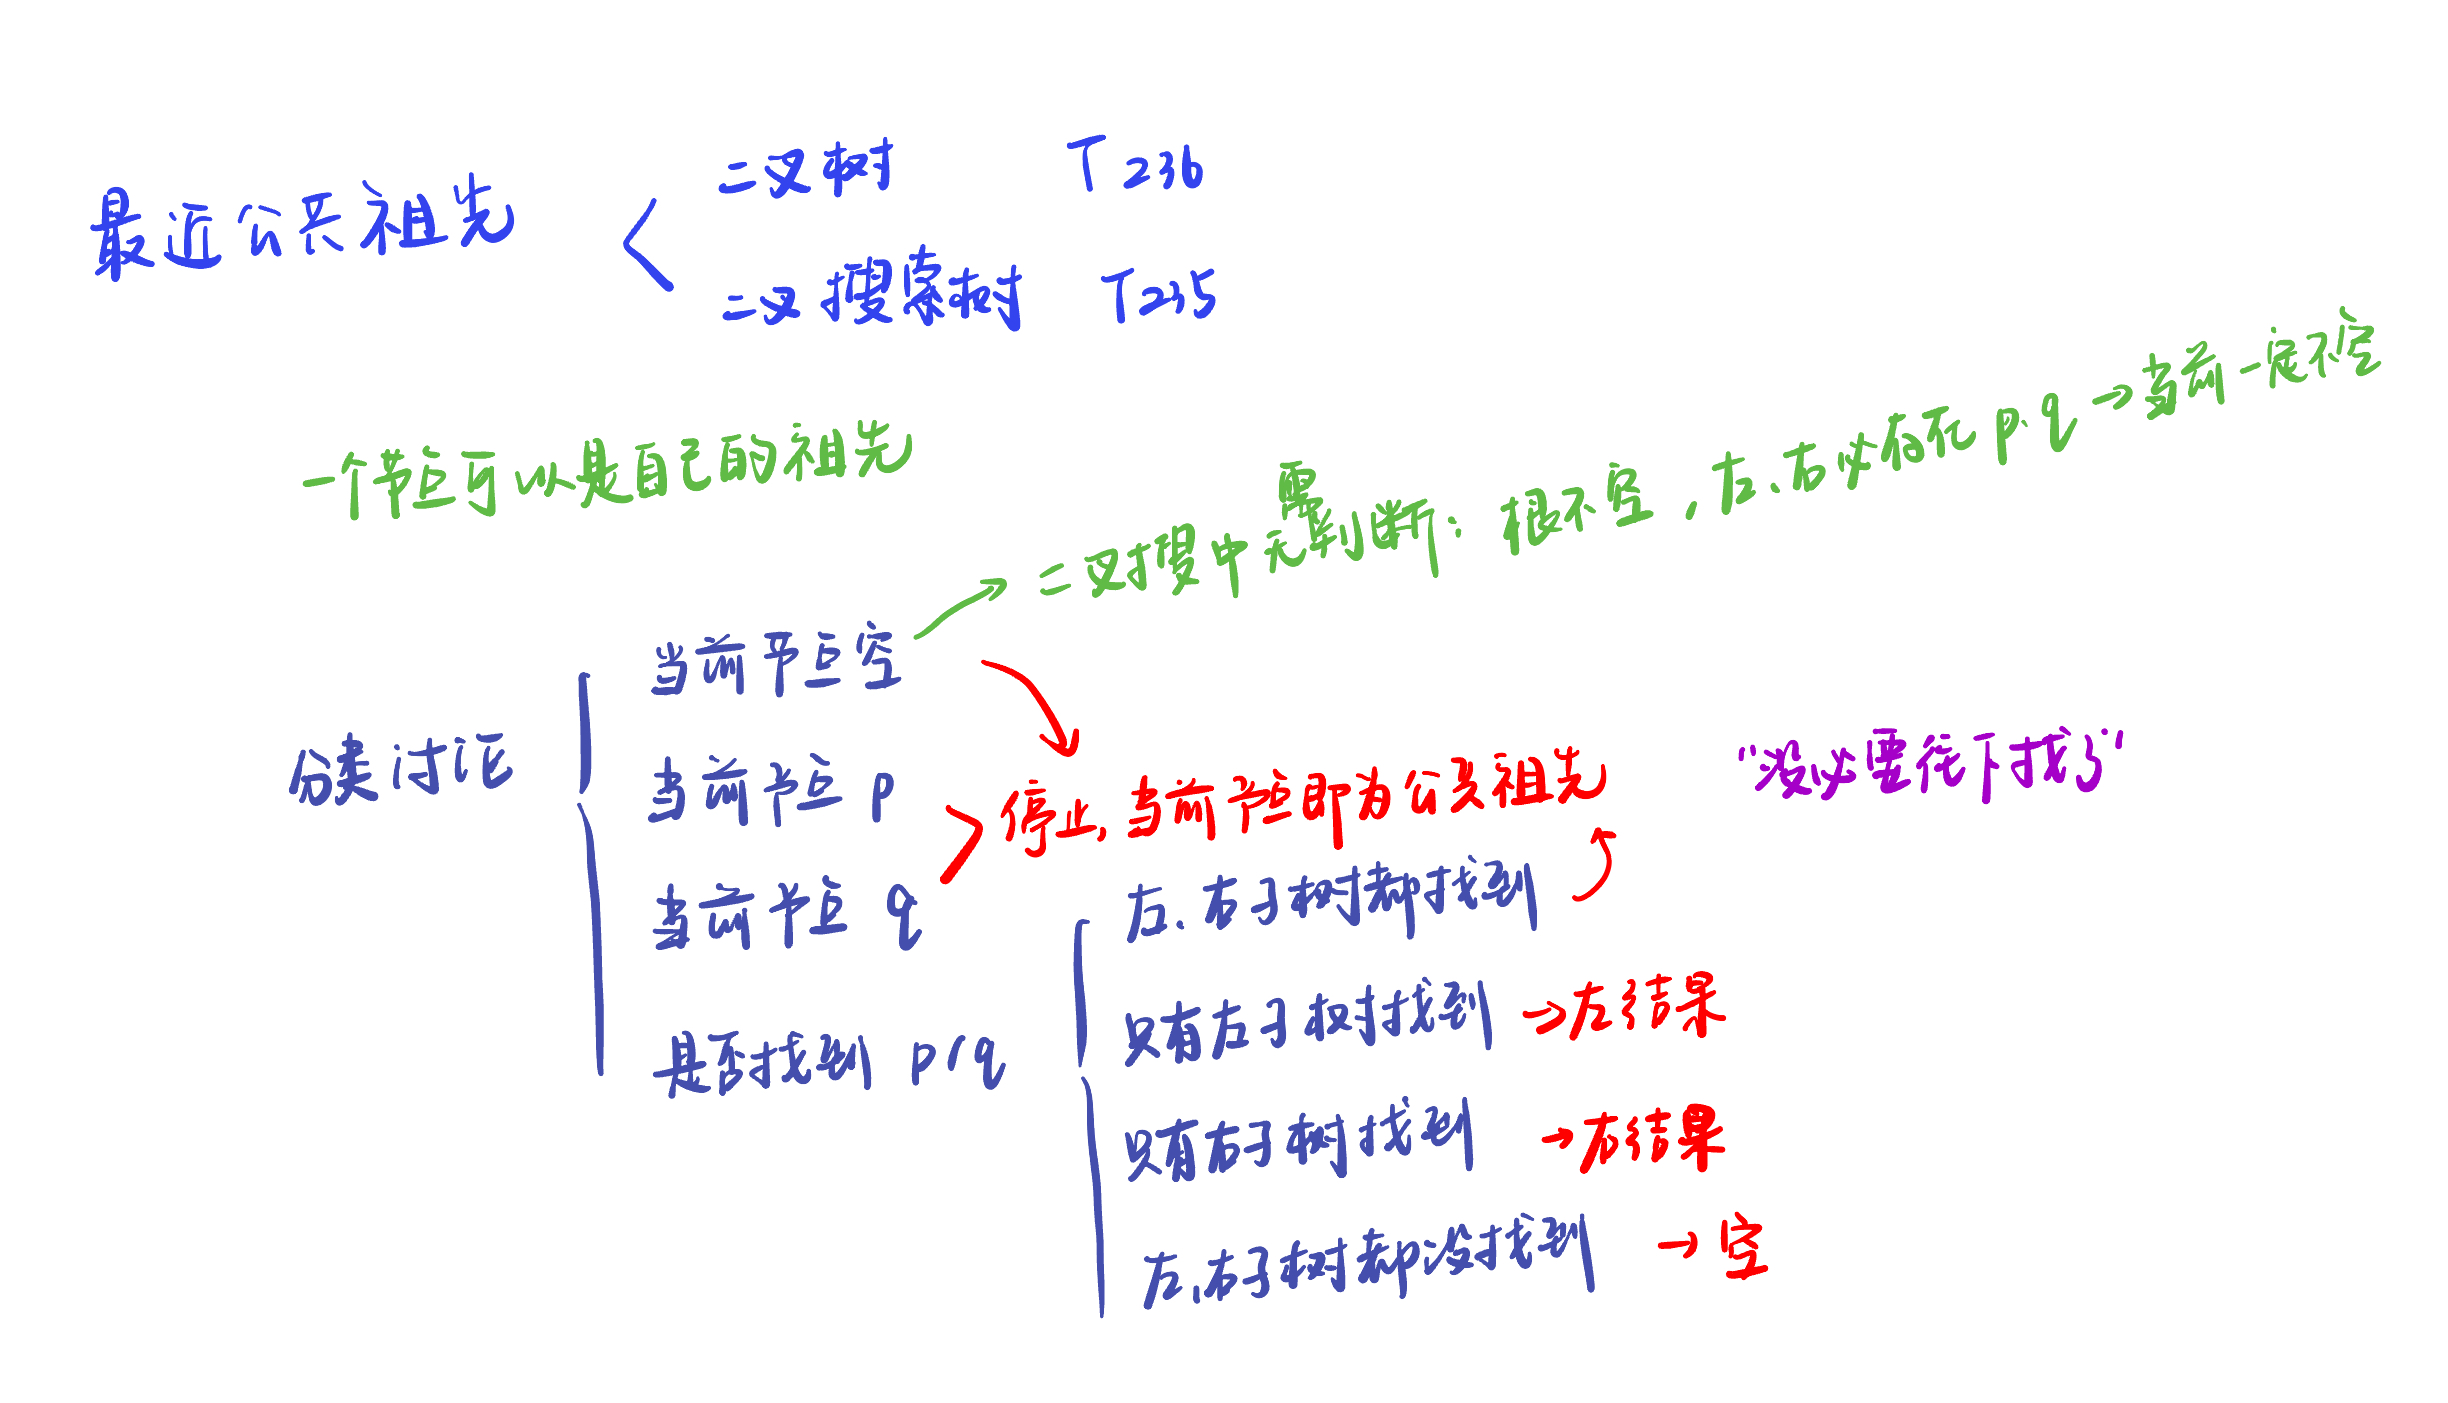 最近公共祖先
二叉树 T236
二叉搜索树 T235
一个节点可以是自己的祖先
二叉搜中无需判断：根不空，左、右必有死p.q→当前一定不空
当前节点空
分类讨论
当前节点 p
停止，当前节点即为公共祖先
“没必要往下找了”
当前节点 q
左、右子树都找到
是否找到 p/q
只有左子树找到 →左结果
只有右子树找到 →右结果
左、右子树都没找到 →空